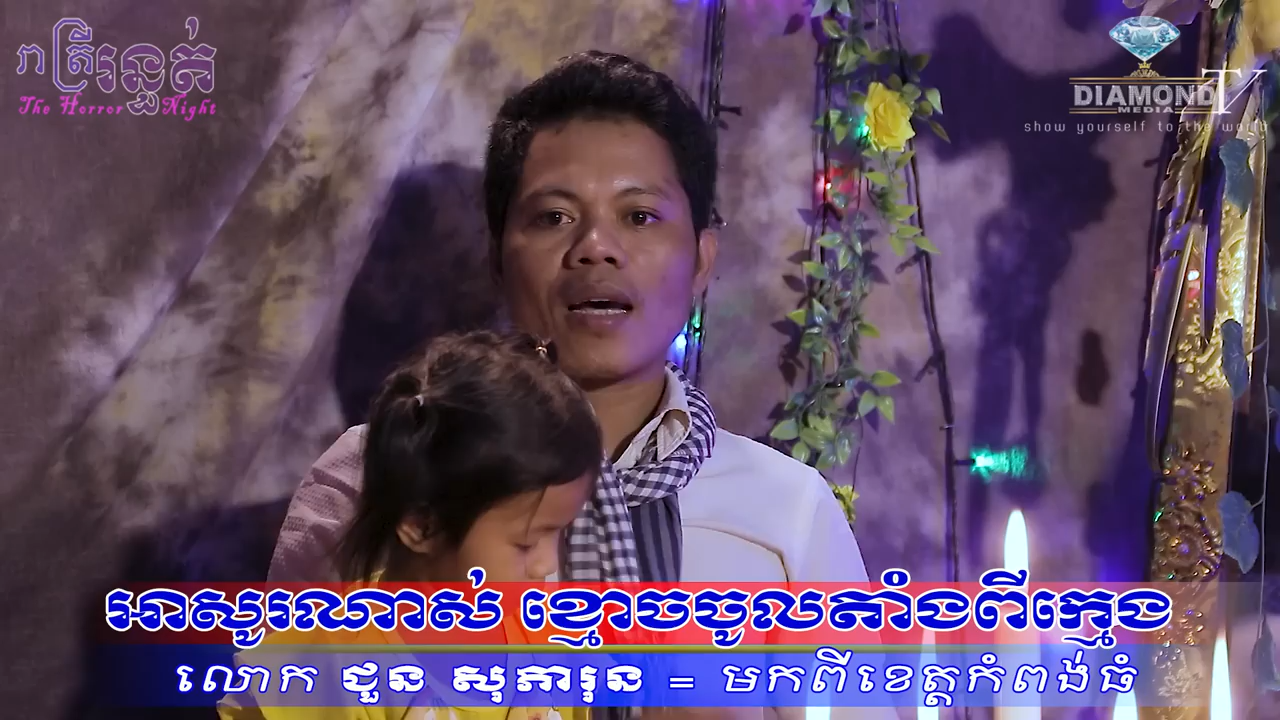 រាត្រីរន្ធត់
The Horror Night
DIAMOND TV
MEDIA
show yourself to the world
អាសូរណាស់ ខ្មោចចូលតាំងពីក្មេង
លោក ជួន សុភារុន = មកពីខេត្តកំពង់ធំ